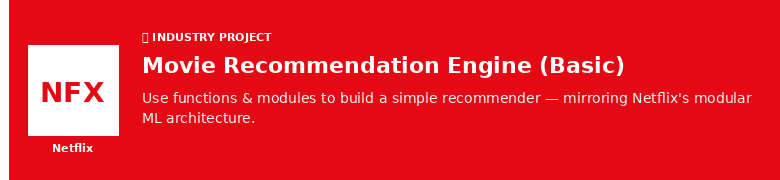 INDUSTRY PROJECT
NFX
Movie Recommendation Engine (Basic)
Use functions & modules to build a simple recommender — mirroring Netflix's modular
ML architecture.
Netflix